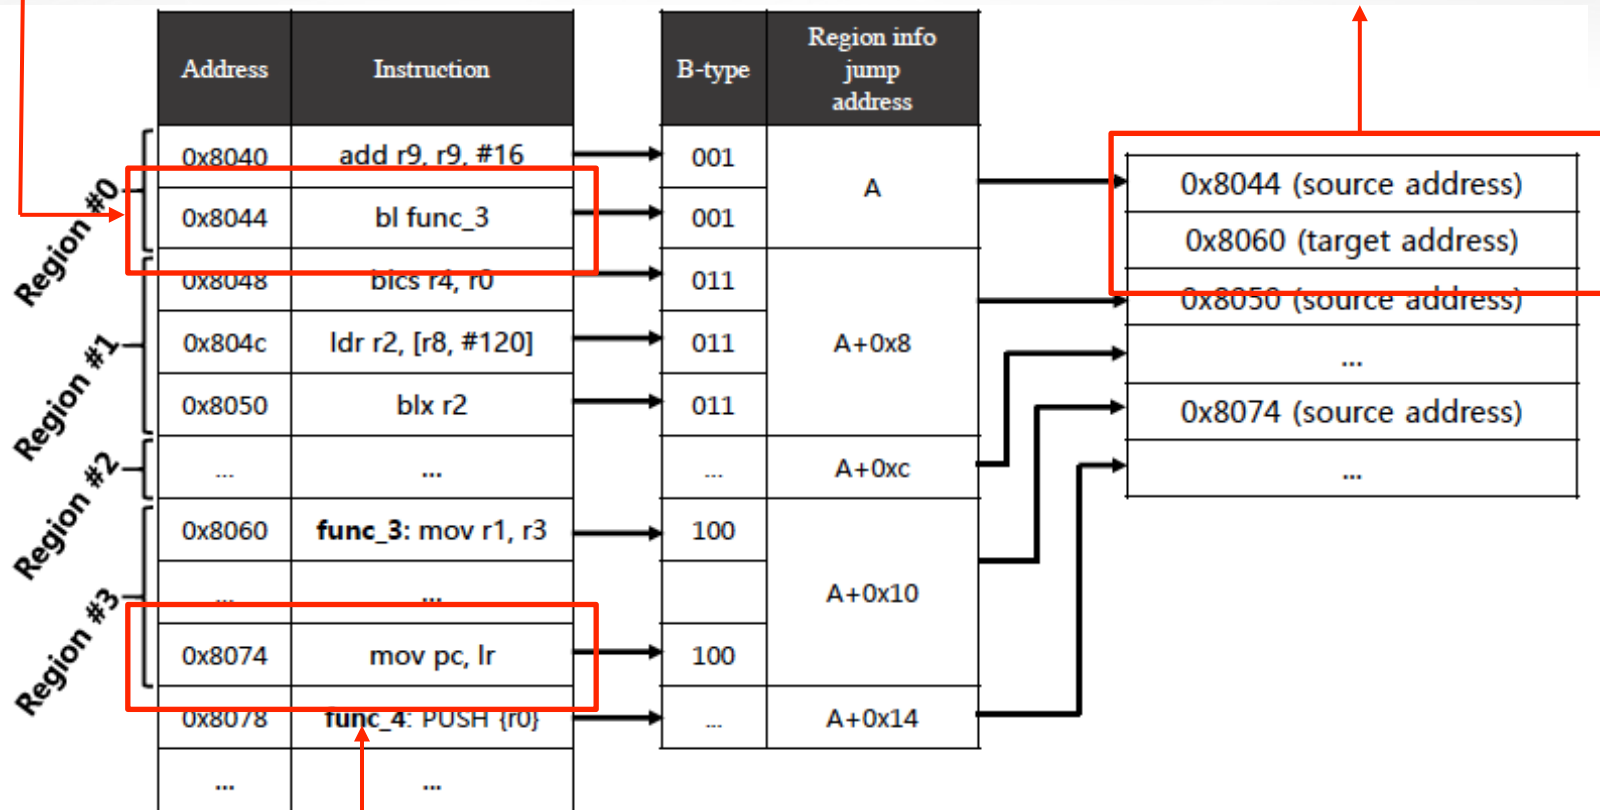 Address Instruction B-type Region info
jump
address
Region #0
0x8040 add r9, r9, #16 001 A
0x8044 bl func_3 001
Region #1
0x8048 bics r4, r0 011 A+0x8
0x804c ldr r2, [r8, #120] 011
0x8050 blx r2 011
Region #2
... ... ... A+0xc
Region #3
0x8060 func_3: mov r1, r3 100 A+0x10
... ...
0x8074 mov pc, lr 100
0x8078 func_4: PUSH {r0} ... A+0x14
... ...
0x8044 (source address)
0x8060 (target address)
0x8050 (source address)
...
0x8074 (source address)
...